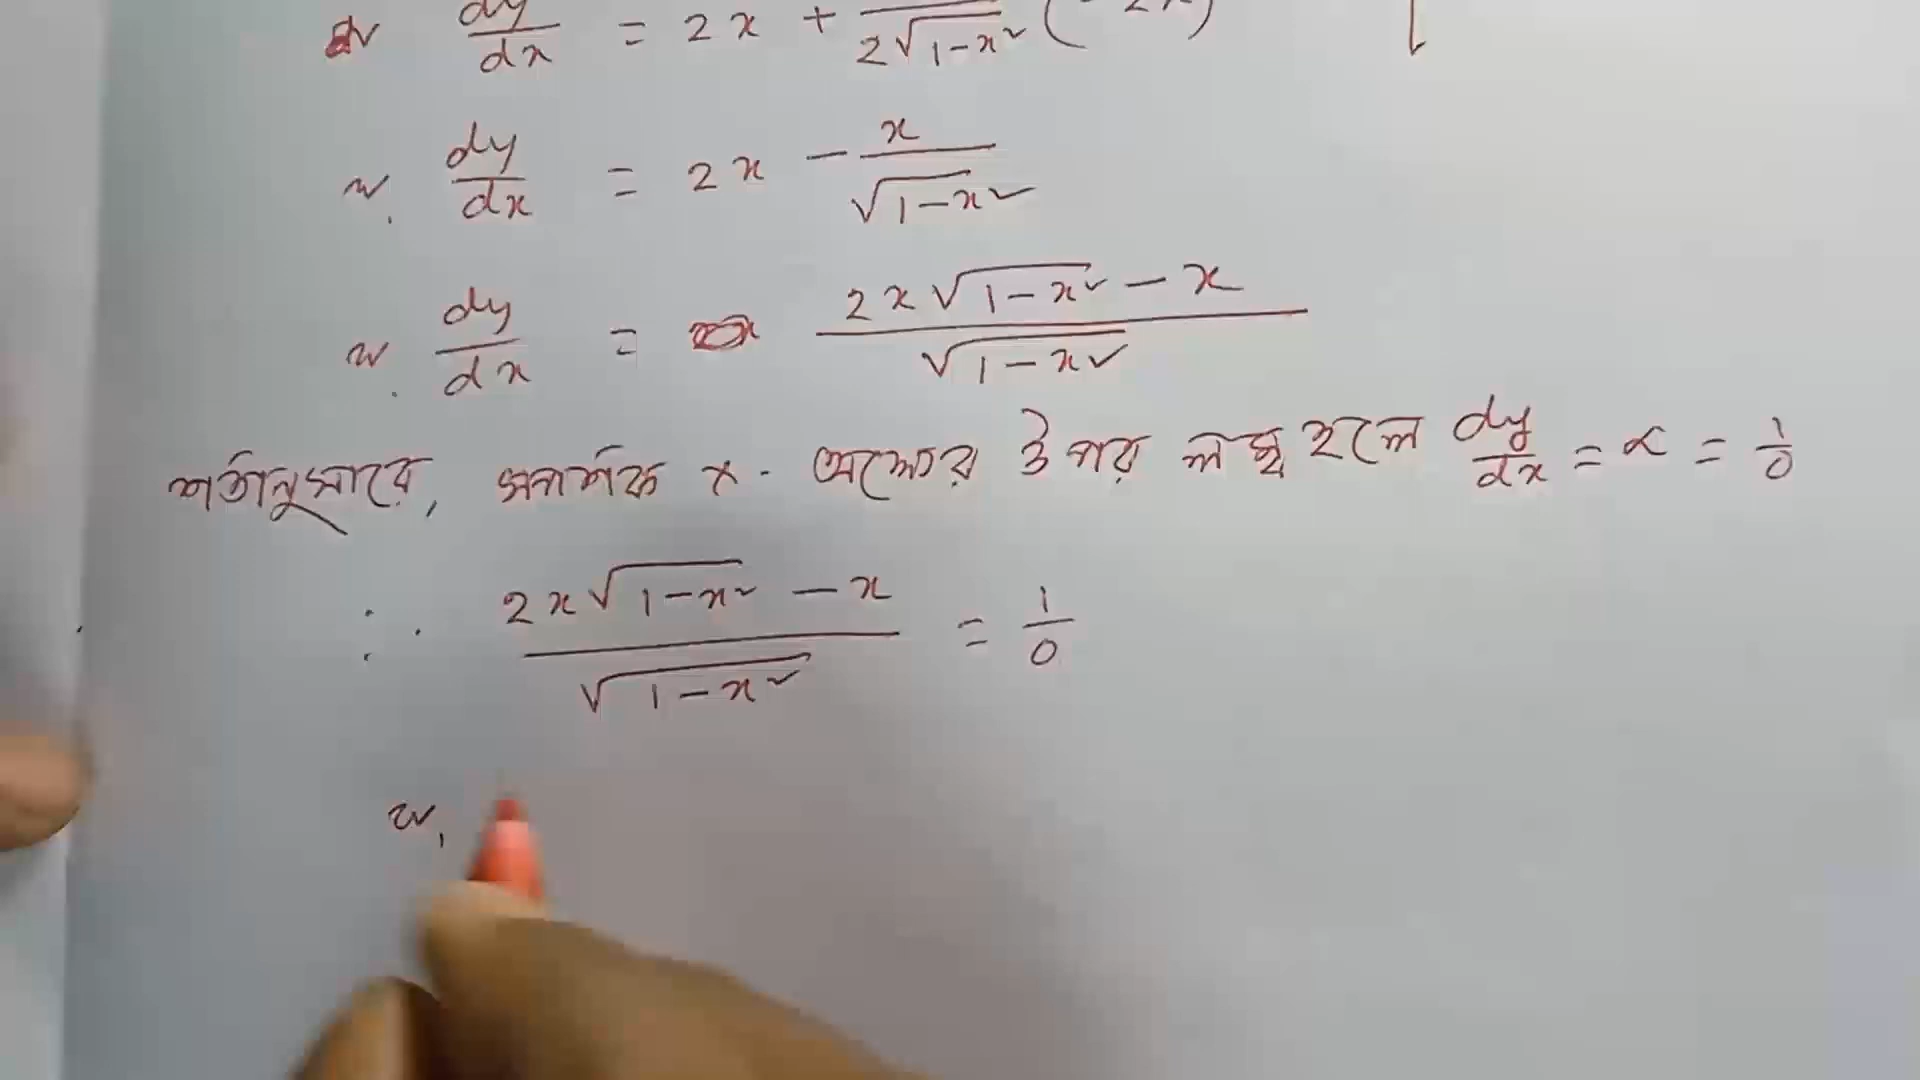 বা dy/dx = 2x + 1/(2√(1-x²)) (-2x)
বা, dy/dx = 2x - x/√(1-x²)
বা, dy/dx = (2x√(1-x²) - x)/√(1-x²)
শর্তানুসারে, স্পর্শক x- অক্ষের উপর লম্ব হলে dy/dx = ∝ = 1/0
∴ (2x√(1-x²) - x)/√(1-x²) = 1/0
বা,